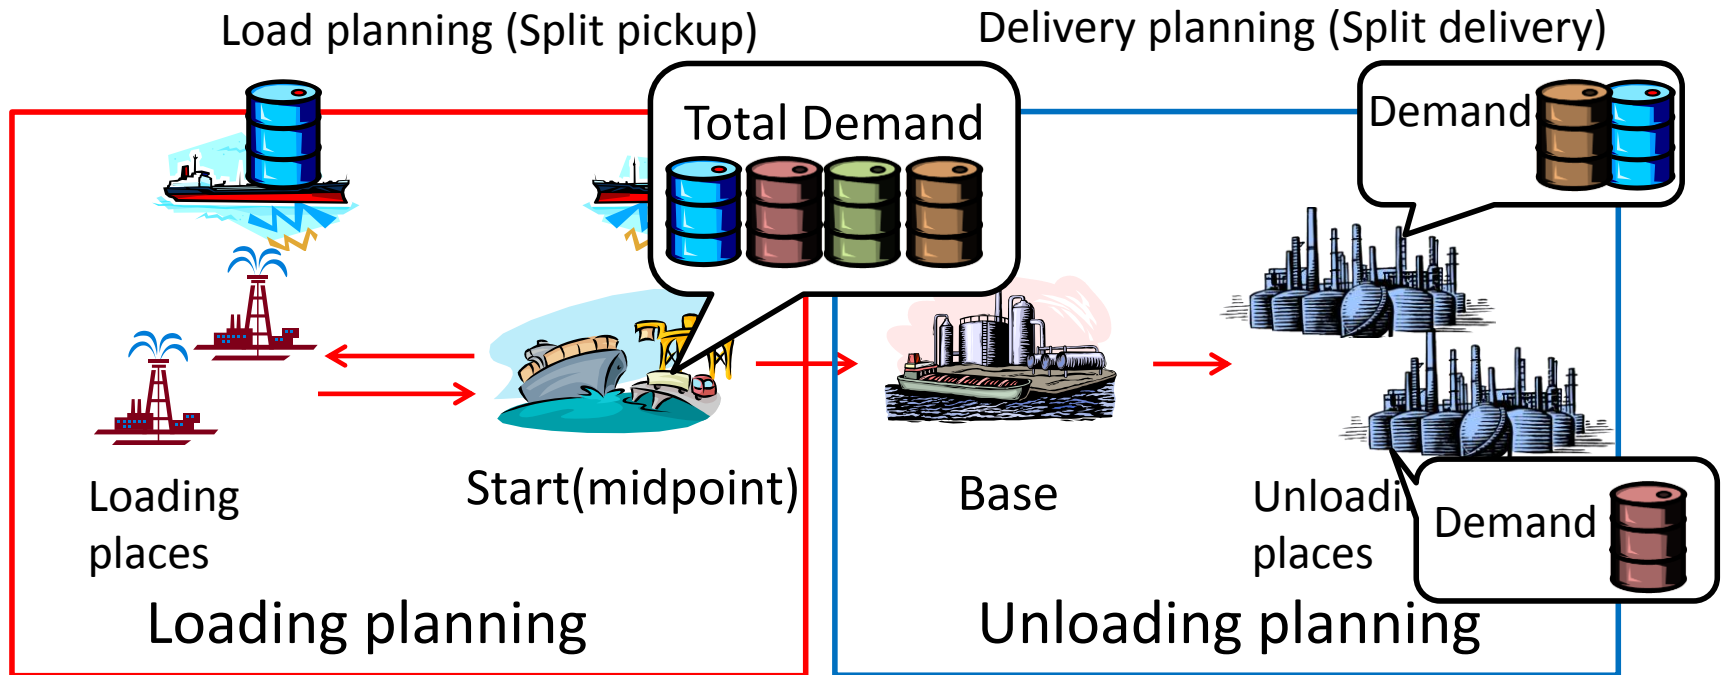 Load planning (Split pickup)
Delivery planning (Split delivery)
Total Demand
Demand
Loading
places
Start(midpoint)
Base
Unloadi
places
Demand
Loading planning
Unloading planning